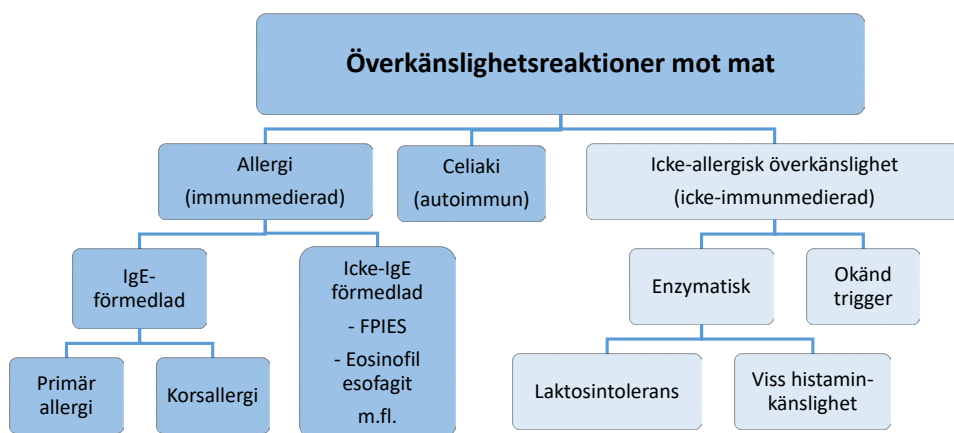 Överkänslighetsreaktioner mot mat
Allergi
(immunmedierad)
Celiaki
(autoimmun)
Icke-allergisk överkänslighet
(icke-immunmedierad)
IgE-
förmedlad
Icke-IgE
förmedlad
- FPIES
- Eosinofil
esofagit
m.fl.
Enzymatisk
Okänd
trigger
Primär
allergi
Korsallergi
Laktosintolerans
Viss histamin-
känslighet